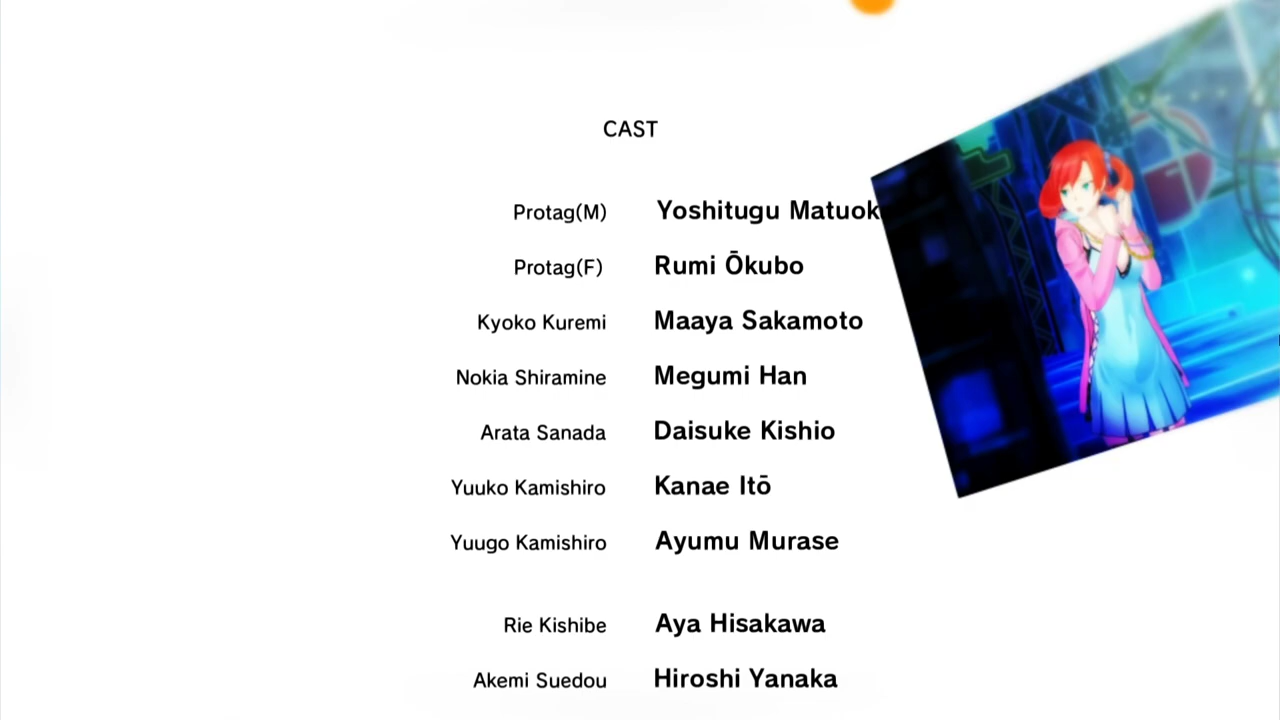 CAST
Protag(M) Yoshitugu Matuok
Protag(F) Rumi Ōkubo
Kyoko Kuremi Maaya Sakamoto
Nokia Shiramine Megumi Han
Arata Sanada Daisuke Kishio
Yuuko Kamishiro Kanae Itō
Yuugo Kamishiro Ayumu Murase
Rie Kishibe Aya Hisakawa
Akemi Suedou Hiroshi Yanaka